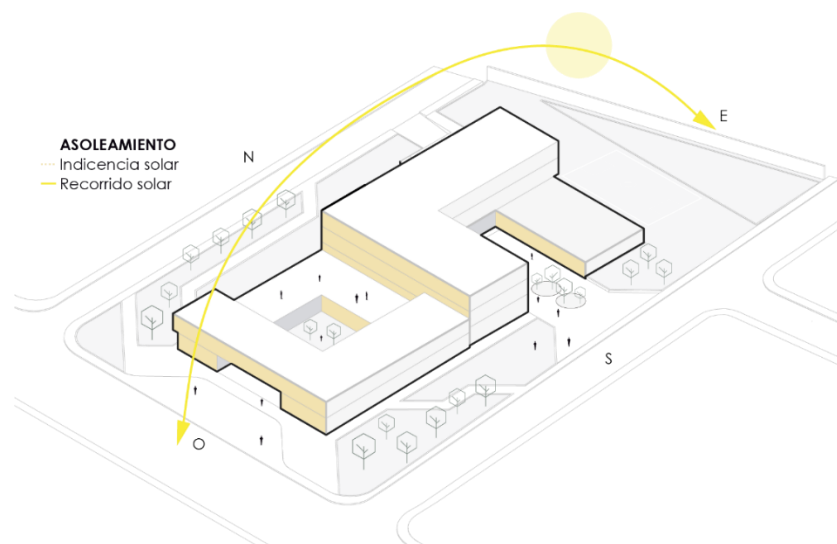 E
ASOLEAMIENTO
N
Indicencia solar
Recorrido solar
S
O